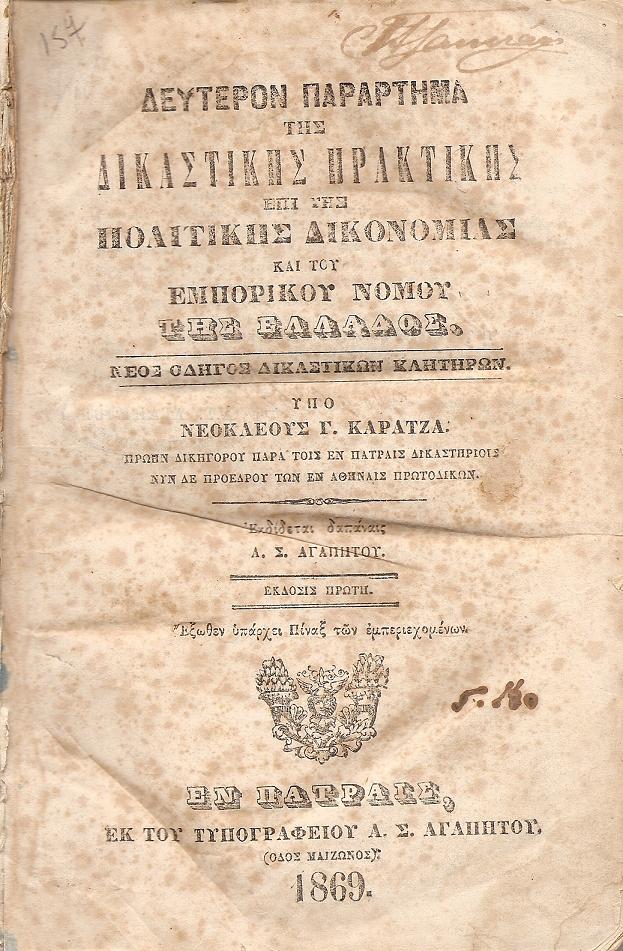 157
ΔΕΥΤΕΡΟΝ ΠΑΡΑΡΤΗΜΑ
ΤΗΣ
ΔΙΚΑΣΤΙΚΗΣ ΠΡΑΚΤΙΚΗΣ
ΕΠΙ ΤΗΣ
ΠΟΛΙΤΙΚΗΣ ΔΙΚΟΝΟΜΙΑΣ
ΚΑΙ ΤΟΥ
ΕΜΠΟΡΙΚΟΥ ΝΟΜΟΥ
ΤΗΣ ΕΛΛΑΔΟΣ.
ΝΕΟΣ ΟΔΗΓΟΣ ΔΙΚΑΣΤΙΚΩΝ ΚΛΗΤΗΡΩΝ.
ΥΠΟ
ΝΕΟΚΛΕΟΥΣ Γ. ΚΑΡΑΤΖΑ.
ΠΡΩΗΝ ΔΙΚΗΓΟΡΟΥ ΠΑΡΑ ΤΟΙΣ ΕΝ ΠΑΤΡΑΙΣ ΔΙΚΑΣΤΗΡΙΟΙΣ
ΝΥΝ ΔΕ ΠΡΟΕΔΡΟΥ ΤΩΝ ΕΝ ΑΘΗΝΑΙΣ ΠΡΩΤΟΔΙΚΩΝ.
Ἐκδίδεται δαπάναις
Α. Σ. ΑΓΑΠΗΤΟΥ.
ΕΚΔΟΣΙΣ ΠΡΩΤΗ.
Ἔξωθεν ὑπάρχει Πίναξ τῶν ἐμπεριεχομένων.
ΕΝ ΠΑΤΡΑΙΣ,
ΕΚ ΤΟΥ ΤΥΠΟΓΡΑΦΕΙΟΥ Α. Σ. ΑΓΑΠΗΤΟΥ.
(ΟΔΟΣ ΜΑΙΖΩΝΟΣ).
1869.